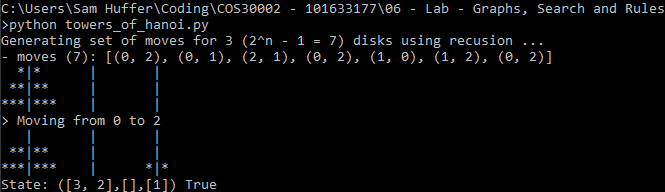 C:\Users\Sam Huffer\Coding\COS30002 - 101633177\06 - Lab - Graphs, Search and Rules
>python towers_of_hanoi.py
Generating set of moves for 3 (2^n - 1 = 7) disks using recusion ...
- moves (7): [(0, 2), (0, 1), (2, 1), (0, 2), (1, 0), (1, 2), (0, 2)]
  *|*       |       |
 **|**      |       |
***|***     |       |
> Moving from 0 to 2
   |        |       |
 **|**      |       |
***|***     |      *|*
State: ([3, 2],[],[1]) True